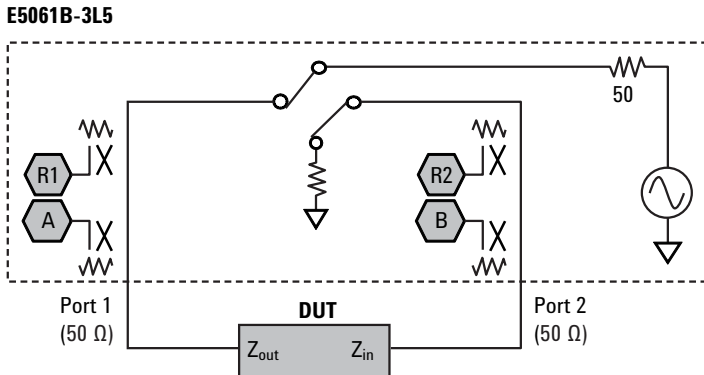 E5061B-3L5
50
R1
R2
A
B
Port 1
(50 Ω)
DUT
Port 2
(50 Ω)
Zout
Zin